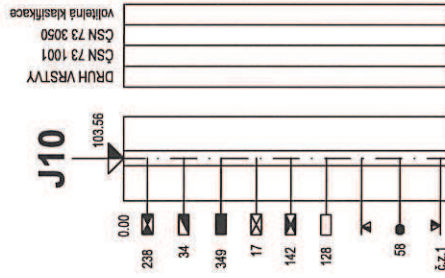 volitelná klasifikace
ČSN 73 3050
ČSN 73 1001
DRUH VRSTVY
J10
103.56
0.00
238
34
349
17
142
128
58
č.z.1